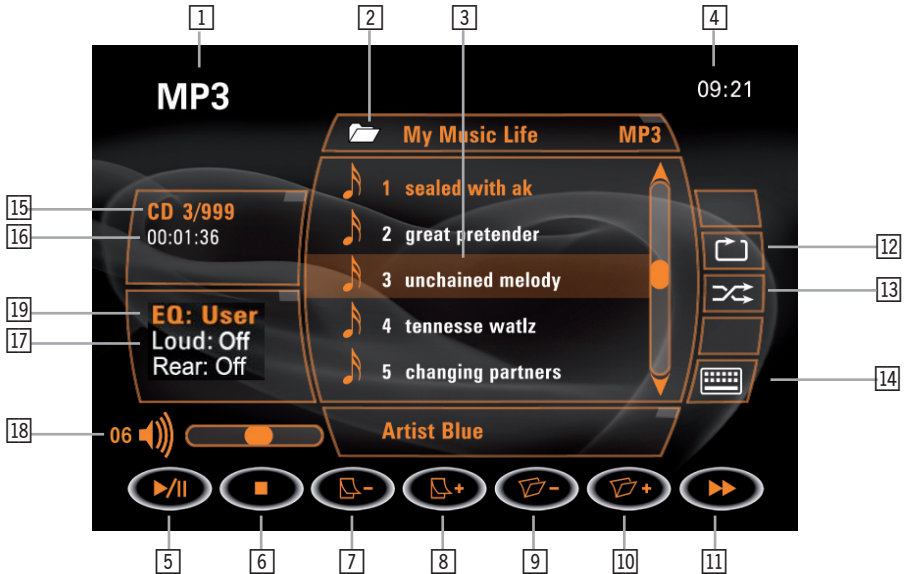 1
2
3
4
MP3
09:21
My Music Life MP3
1 sealed with ak
15
CD 3/999
16
00:01:36
2 great pretender
12
3 unchained melody
13
19
EQ: User
17
Loud: Off
Rear: Off
4 tennesse watlz
5 changing partners
14
18
06
Artist Blue
5
6
7
8
9
10
11